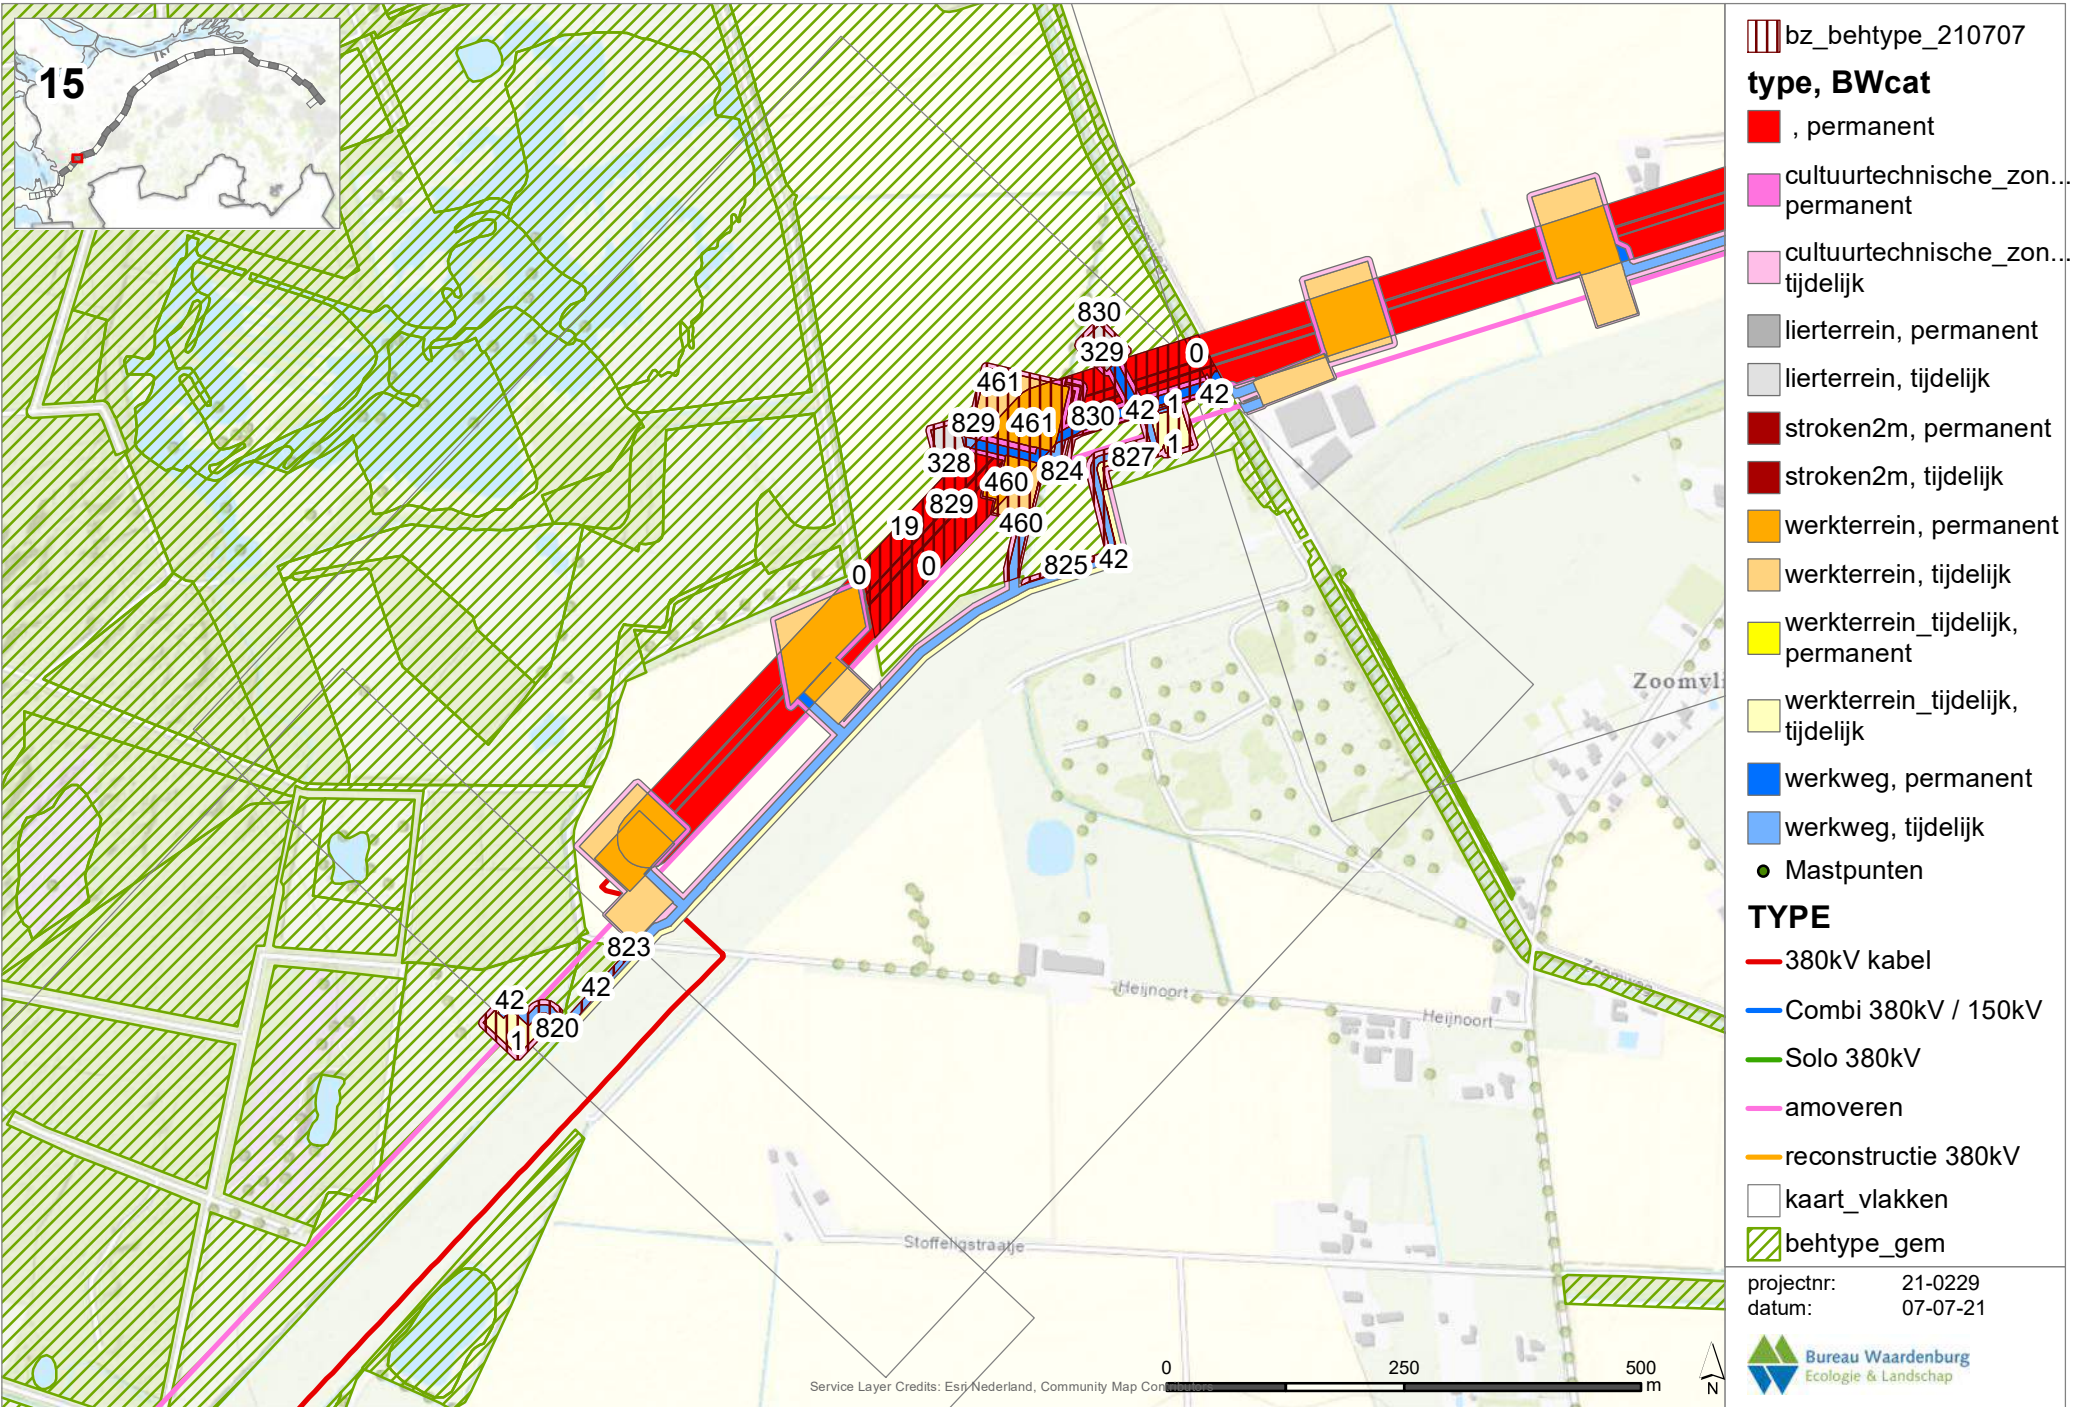 15
830
329
0
461
42
1
42
830
829
461
1
827
328
824
460
829
19
460
0
0
825
42
823
42
42
1
820
Zoomvli
Heijnoort
Heijnoort
Zoomweg
Stoffeligstraatje
Service Layer Credits: Esri Nederland, Community Map Contributors
0 250 500
m
N
bz_behtype_210707
type, BWcat
, permanent
cultuurtechnische_zon...
permanent
cultuurtechnische_zon...
tijdelijk
lierterrein, permanent
lierterrein, tijdelijk
stroken2m, permanent
stroken2m, tijdelijk
werkterrein, permanent
werkterrein, tijdelijk
werkterrein_tijdelijk,
permanent
werkterrein_tijdelijk,
tijdelijk
werkweg, permanent
werkweg, tijdelijk
Mastpunten
TYPE
380kV kabel
Combi 380kV / 150kV
Solo 380kV
amoveren
reconstructie 380kV
kaart_vlakken
behtype_gem
projectnr: 21-0229
datum: 07-07-21
Bureau Waardenburg
Ecologie & Landschap